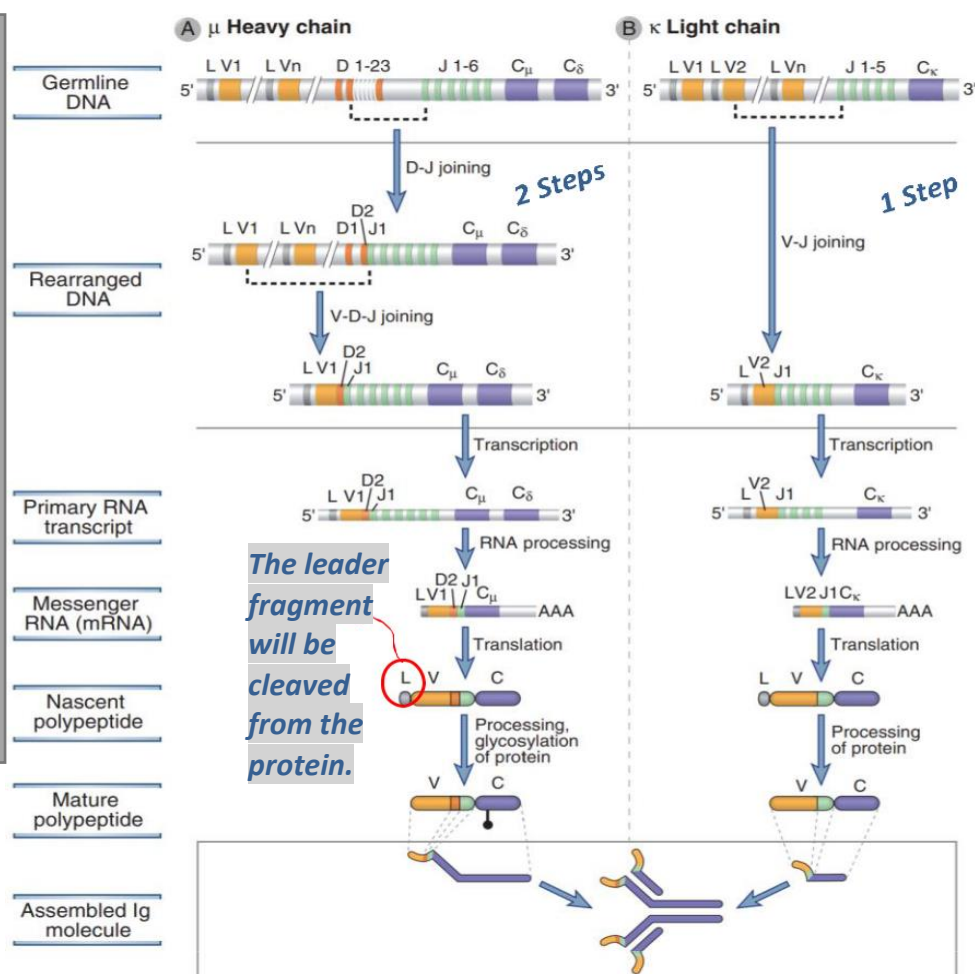 A μ Heavy chain
B κ Light chain
Germline
DNA
L V1 L Vn D 1-23 J 1-6 Cμ Cδ
5' 3'
L V1 L V2 L Vn J 1-5 Cκ
5' 3'
D-J joining
2 Steps
1 Step
V-J joining
Rearranged
DNA
D2
L V1 L Vn D1 J1 Cμ Cδ
5' 3'
V-D-J joining
D2
L V1 J1 Cμ Cδ
5' 3'
V2
L J1 Cκ
5' 3'
Transcription
Transcription
Primary RNA
transcript
D2
L V1 J1 Cμ Cδ
5' 3'
V2
L J1 Cκ
5' 3'
RNA processing
RNA processing
The leader
fragment
will be
cleaved
from the
protein.
Messenger
RNA (mRNA)
D2 J1
LV1 Cμ
AAA
LV2 J1Cκ
AAA
Translation
Translation
Nascent
polypeptide
L V C
L V C
Processing,
glycosylation
of protein
Processing
of protein
Mature
polypeptide
V C
V C
Assembled Ig
molecule